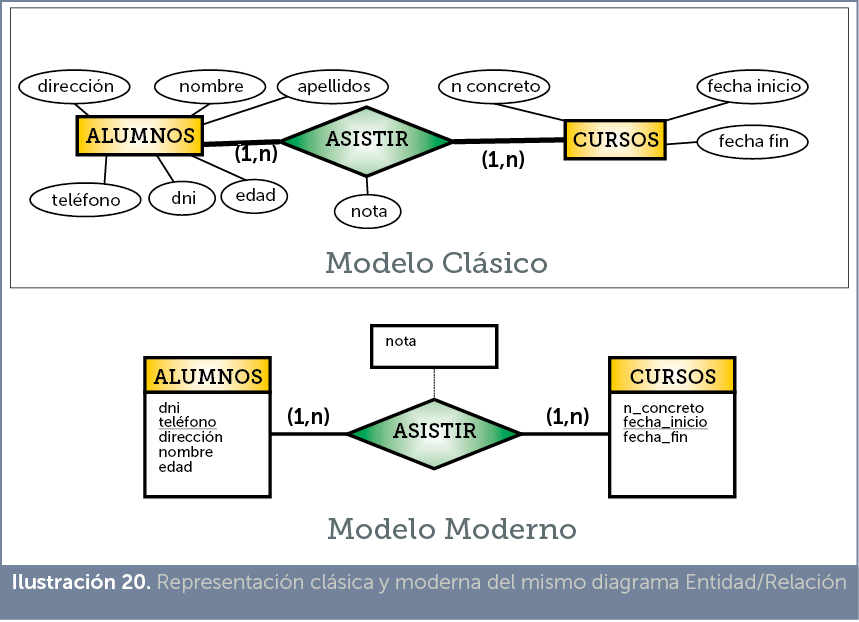 dirección
nombre
apellidos
n concreto
fecha inicio
ALUMNOS
ASISTIR
CURSOS
(1,n)
(1,n)
fecha fin
teléfono
dni
edad
nota
Modelo Clásico
nota
ALUMNOS
CURSOS
dni
teléfono
dirección
nombre
edad
(1,n)
ASISTIR
(1,n)
n_concreto
fecha_inicio
fecha_fin
Modelo Moderno
Ilustración 20. Representación clásica y moderna del mismo diagrama Entidad/Relación